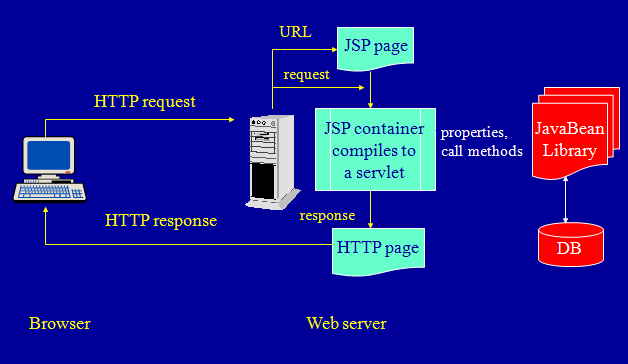 URL
JSP page
request
HTTP request
JSP container
compiles to
a servlet
properties,
call methods
JavaBean
Library
HTTP response
response
HTTP page
DB
Browser
Web server